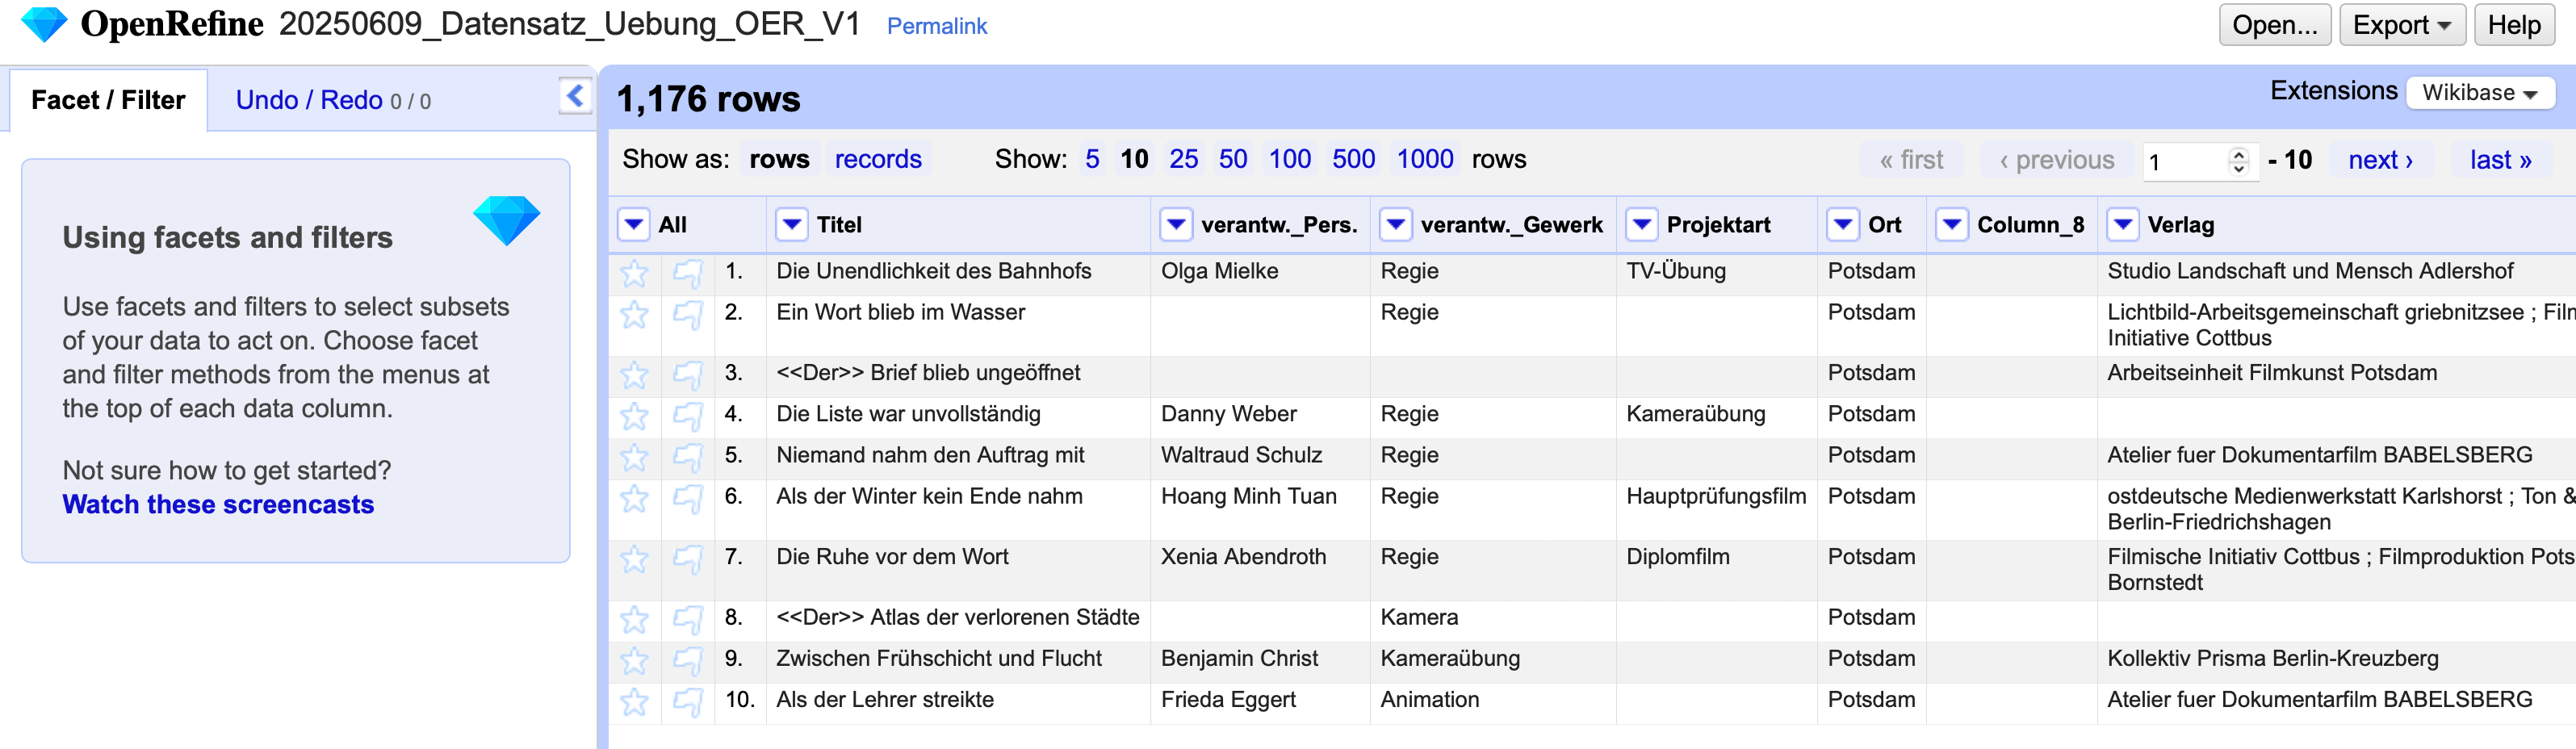 OpenRefine 20250609_Datensatz_Uebung_OER_V1 Permalink Open... Export Help
Facet / Filter Undo / Redo 0 / 0
1,176 rows Extensions Wikibase
Show as: rows records Show: 5 10 25 50 100 500 1000 rows « first ‹ previous 1 - 10 next › last »
Using facets and filters
Use facets and filters to select subsets
of your data to act on. Choose facet
and filter methods from the menus at
the top of each data column.
Not sure how to get started?
Watch these screencasts
All Titel verantw._Pers. verantw._Gewerk Projektart Ort Column_8 Verlag
1. Die Unendlichkeit des Bahnhofs Olga Mielke Regie TV-Übung Potsdam Studio Landschaft und Mensch Adlershof
2. Ein Wort blieb im Wasser Regie Potsdam Lichtbild-Arbeitsgemeinschaft griebnitzsee ;
Initiative Cottbus
3. <<Der>> Brief blieb ungeöffnet Potsdam Arbeitseinheit Filmkunst Potsdam
4. Die Liste war unvollständig Danny Weber Regie Kameraübung Potsdam
5. Niemand nahm den Auftrag mit Waltraud Schulz Regie Potsdam Atelier fuer Dokumentarfilm BABELSBERG
6. Als der Winter kein Ende nahm Hoang Minh Tuan Regie Hauptprüfungsfilm Potsdam ostdeutsche Medienwerkstatt Karlshorst ; Ton &
Berlin-Friedrichshagen
7. Die Ruhe vor dem Wort Xenia Abendroth Regie Diplomfilm Potsdam Filmische Initiativ Cottbus ; Filmproduktion Pots
Bornstedt
8. <<Der>> Atlas der verlorenen Städte Kamera Potsdam
9. Zwischen Frühschicht und Flucht Benjamin Christ Kameraübung Potsdam Kollektiv Prisma Berlin-Kreuzberg
10. Als der Lehrer streikte Frieda Eggert Animation Potsdam Atelier fuer Dokumentarfilm BABELSBERG